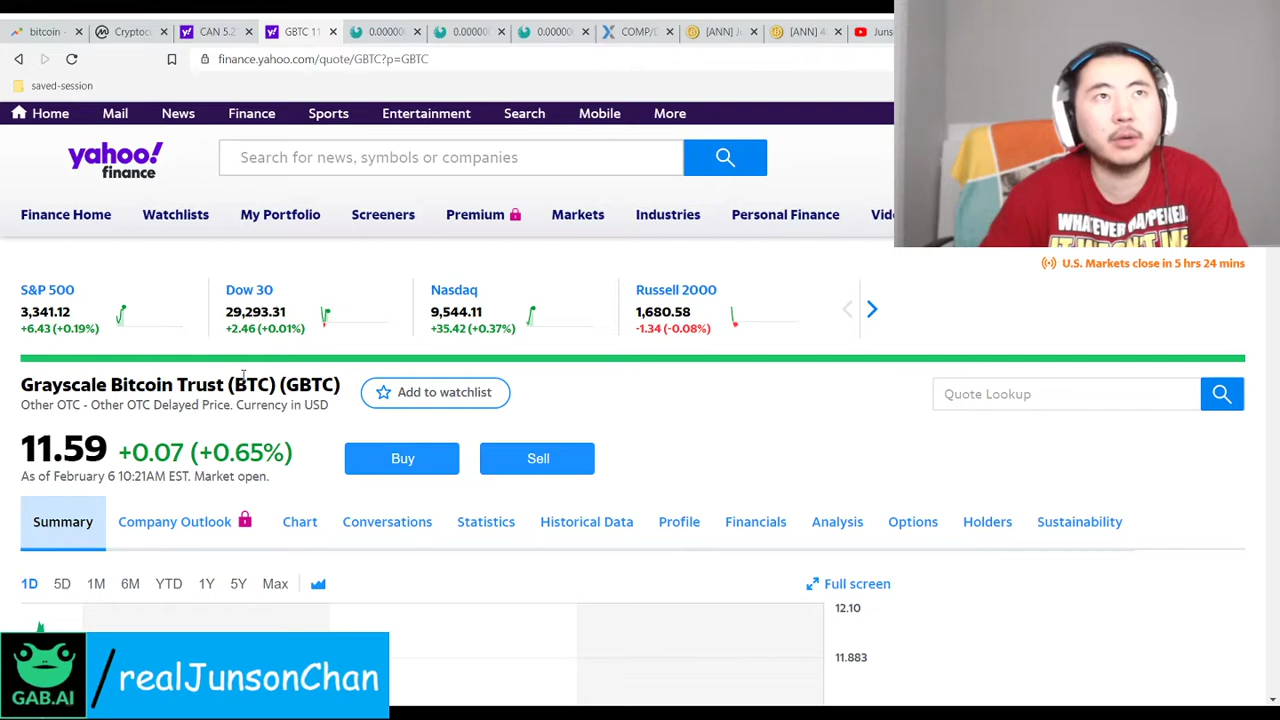 bitcoin -
Cryptoc
CAN 5.2
GBTC 11
0.00000
0.00000
0.00000
COMP/D
[ANN] J
[ANN] 4
Juns
finance.yahoo.com/quote/GBTC?p=GBTC
saved-session
Home Mail News Finance Sports Entertainment Search Mobile More
yahoo!
finance
Search for news, symbols or companies
Finance Home Watchlists My Portfolio Screeners Premium Markets Industries Personal Finance Vid
WHATEVER HAPPENED,
IT WASN'T ME
U.S. Markets close in 5 hrs 24 mins
S&P 500 Dow 30 Nasdaq Russell 2000
3,341.12 29,293.31 9,544.11 1,680.58
+6.43 (+0.19%) +2.46 (+0.01%) +35.42 (+0.37%) -1.34 (-0.08%)
Grayscale Bitcoin Trust (BTC) (GBTC)
Add to watchlist
Quote Lookup
Other OTC - Other OTC Delayed Price. Currency in USD
11.59 +0.07 (+0.65%)
Buy Sell
As of February 6 10:21AM EST. Market open.
Summary Company Outlook Chart Conversations Statistics Historical Data Profile Financials Analysis Options Holders Sustainability
1D 5D 1M 6M YTD 1Y 5Y Max
Full screen
12.10
11.883
GAB.AI
/realJunsonChan